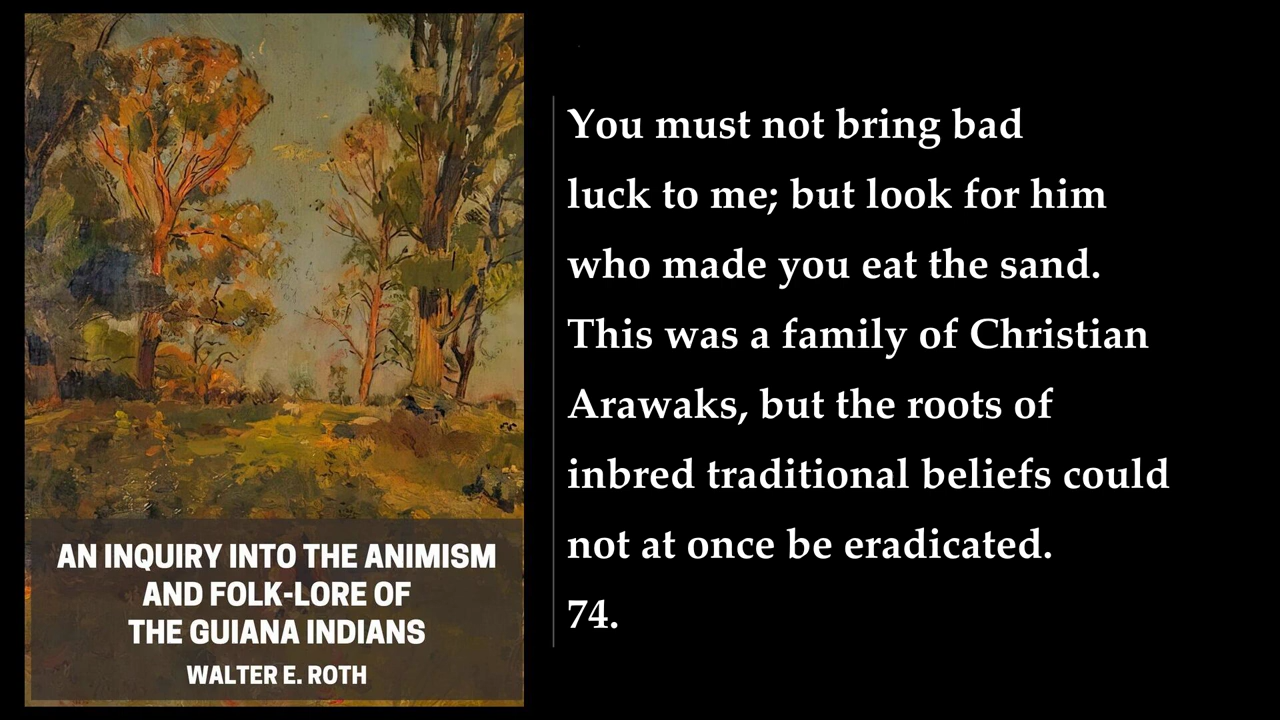 AN INQUIRY INTO THE ANIMISM
AND FOLK-LORE OF
THE GUIANA INDIANS
WALTER E. ROTH
You must not bring bad
luck to me; but look for him
who made you eat the sand.
This was a family of Christian
Arawaks, but the roots of
inbred traditional beliefs could
not at once be eradicated.
74.